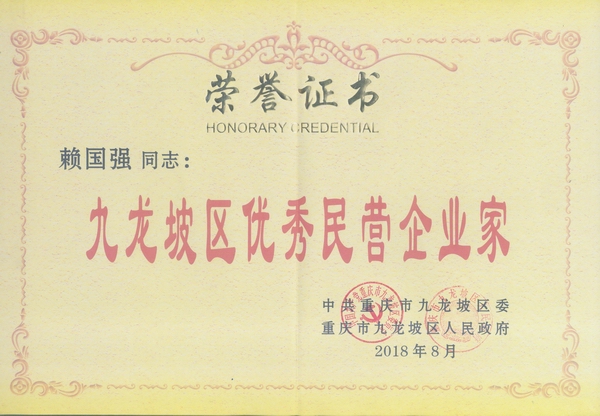 荣誉证书
HONORARY CREDENTIAL
赖国强 同志：
九龙坡区优秀民营企业家
中共重庆市九龙坡区委
重庆市九龙坡区人民政府
2018年8月